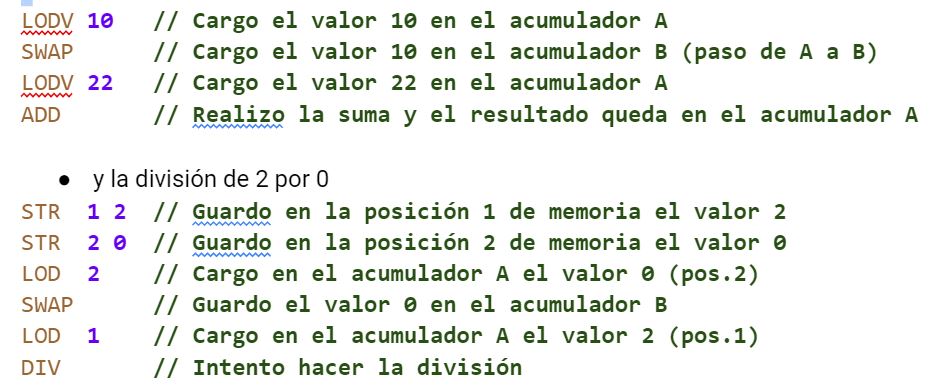 LODV 10 // Cargo el valor 10 en el acumulador A
SWAP // Cargo el valor 10 en el acumulador B (paso de A a B)
LODV 22 // Cargo el valor 22 en el acumulador A
ADD // Realizo la suma y el resultado queda en el acumulador A
● y la división de 2 por 0
STR 1 2 // Guardo en la posición 1 de memoria el valor 2
STR 2 0 // Guardo en la posición 2 de memoria el valor 0
LOD 2 // Cargo en el acumulador A el valor 0 (pos.2)
SWAP // Guardo el valor 0 en el acumulador B
LOD 1 // Cargo en el acumulador A el valor 2 (pos.1)
DIV // Intento hacer la división